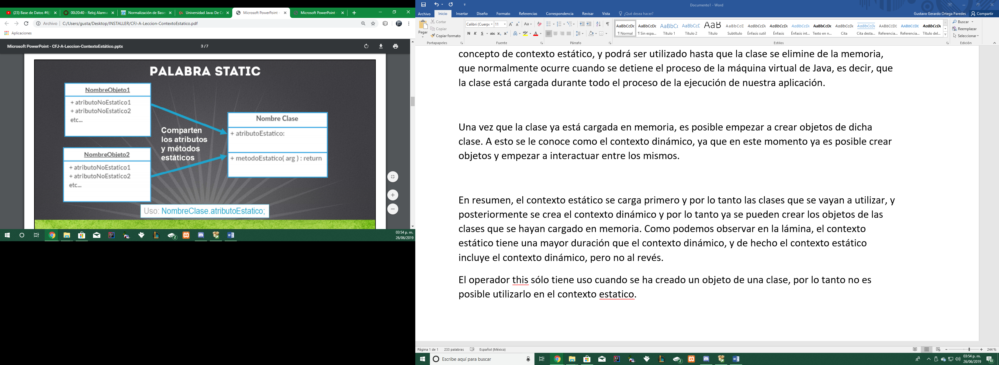 (23) Base de Datos #6|
00:20:40 - Reloj Alarma
Normalización de Bases
Universidad Java: De Ce
Microsoft PowerPoint -
Microsoft PowerPoint -
Archivo | C:/Users/gusta/Desktop/INSTALLER/CFJ-A-Leccion-ContextoEstatico.pdf
Aplicaciones
Microsoft PowerPoint - CFJ-A-Leccion-ContextoEstático.pptx
3 / 7
PALABRA STATIC
NombreObjeto1
+ atributoNoEstatico1
+ atributoNoEstatico2
etc...
NombreObjeto2
+ atributoNoEstatico1
+ atributoNoEstatico2
etc...
Comparten
los atributos
y métodos
estáticos
Nombre Clase
+ atributoEstatico:
+ metodoEstatico( arg ) : return
Uso: NombreClase.atributoEstatico;
2
03:54 p. m.
26/06/2019
Documento1 - Word
Archivo
Inicio
Insertar
Diseño
Formato
Referencias
Correspondencia
Revisar
Vista
¿Qué desea hacer?
Gustavo Gerardo Ortega Paredes
Compartir
Pegar
Cortar
Copiar
Copiar formato
Portapapeles
Calibri (Cuerpo
11
Aa
N K S abc x₂ x²
Fuente
Párrafo
AaBbCcDc
¶ Normal
AaBbCcDc
¶ Sin espa...
AaBbCc
Título 1
AaBbCcE
Título 2
AaB
Título
AaBbCcC
Subtítulo
AaBbCcDc
Énfasis sutil
AaBbCcDc
Énfasis
AaBbCcDc
Énfasis int...
AaBbCcDc
Texto en n...
AaBbCcDc
Cita
AaBbCcDc
Cita desta...
AaBbCcDc
Referencia...
AaBbCcDc
Referencia...
AaBbCcDc
Título del...
Estilos
Buscar
Reemplazar
Seleccionar
Edición
concepto de contexto estático, y podrá ser utilizado hasta que la clase se elimine de la memoria,
que normalmente ocurre cuando se detiene el proceso de la máquina virtual de Java, es decir, que
la clase está cargada durante todo el proceso de la ejecución de nuestra aplicación.
Una vez que la clase ya está cargada en memoria, es posible empezar a crear objetos de dicha
clase. A esto se le conoce como el contexto dinámico, ya que en este momento ya es posible crear
objetos y empezar a interactuar entre los mismos.
En resumen, el contexto estático se carga primero y por lo tanto las clases que se vayan a utilizar, y
posteriormente se crea el contexto dinámico y por lo tanto ya se pueden crear los objetos de las
clases que se hayan cargado en memoria. Como podemos observar en la lámina, el contexto
estático tiene una mayor duración que el contexto dinámico, y de hecho el contexto estático
incluye el contexto dinámico, pero no al revés.
El operador this sólo tiene uso cuando se ha creado un objeto de una clase, por lo tanto no es
posible utilizarlo en el contexto estatico.
Página 1 de 1
233 palabras
Español (México)
244 %
Escribe aquí para buscar
2
03:54 p. m.
26/06/2019
10